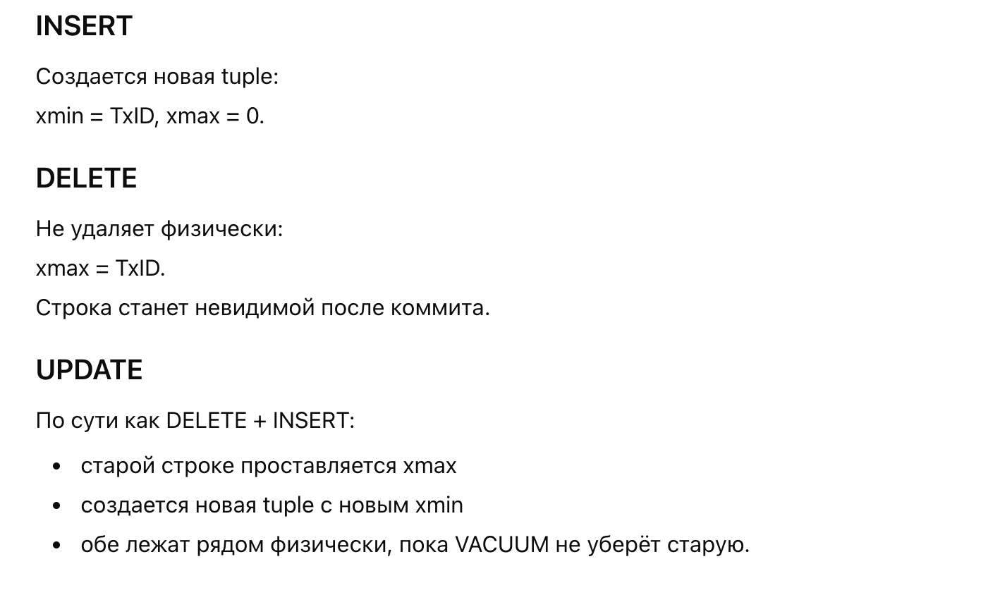 INSERT
Создается новая tuple:
xmin = TxID, xmax = 0.
DELETE
Не удаляет физически:
xmax = TxID.
Строка станет невидимой после коммита.
UPDATE
По сути как DELETE + INSERT:
• старой строке проставляется xmax
• создается новая tuple с новым xmin
• обе лежат рядом физически, пока VACUUM не уберёт старую.